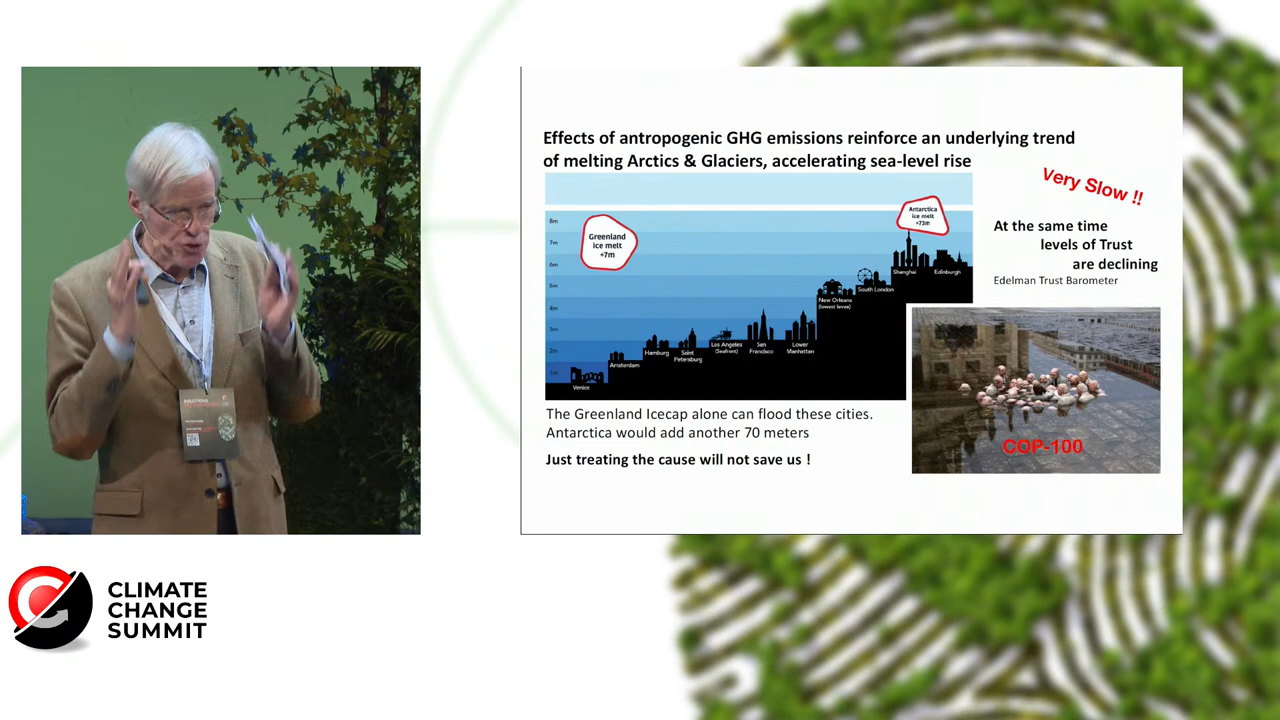 Effects of antropogenic GHG emissions reinforce an underlying trend
of melting Arctics & Glaciers, accelerating sea-level rise
Very Slow !!
At the same time
levels of Trust
are declining
Edelman Trust Barometer
8m
7m
6m
5m
4m
3m
2m
1m
Greenland
ice melt
+7m
Antarctica
ice melt
+73m
Venice
Amsterdam
Hamburg
Saint
Petersburg
Los Angeles
(Seafront)
San
Francisco
Lower
Manhattan
New Orleans
(lowest levee)
South London
Shanghai
Edinburgh
The Greenland Icecap alone can flood these cities.
Antarctica would add another 70 meters
Just treating the cause will not save us !
COP-100
SOLUTIONS
CLIMATE
CHANGE
SUMMIT